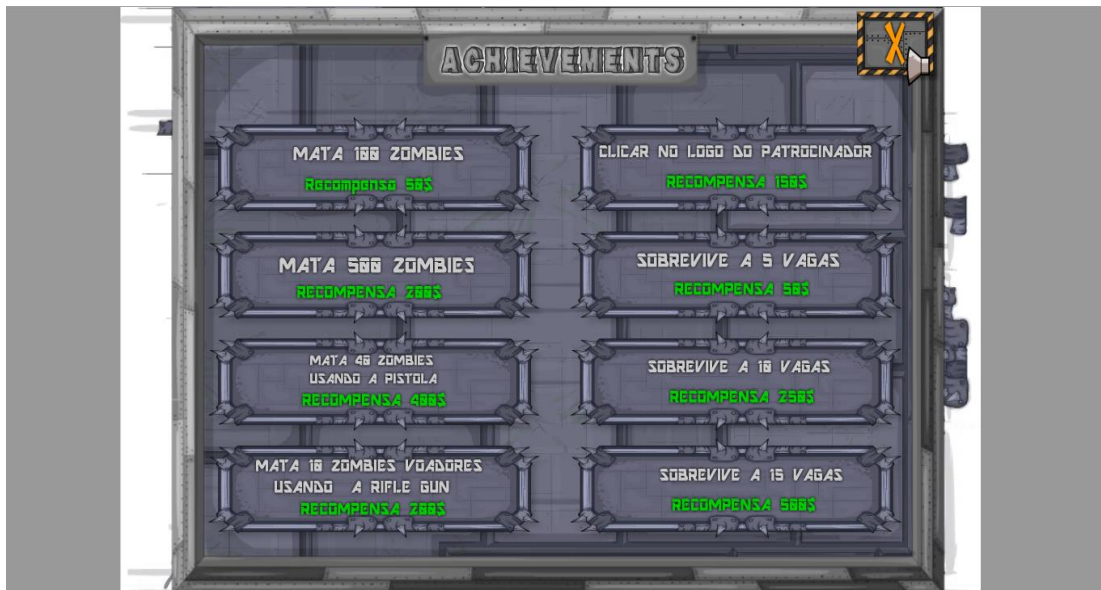 ACHIEVEMENTS
MATA 100 ZOMBIES
Recompensa 50$
CLICAR NO LOGO DO PATROCINADOR
RECOMPENSA 150$
MATA 500 ZOMBIES
RECOMPENSA 200$
SOBREVIVE A 5 VAGAS
RECOMPENSA 50$
MATA 40 ZOMBIES
USANDO A PISTOLA
RECOMPENSA 400$
SOBREVIVE A 10 VAGAS
RECOMPENSA 250$
MATA 10 ZOMBIES VOADORES
USANDO A RIFLE GUN
RECOMPENSA 200$
SOBREVIVE A 15 VAGAS
RECOMPENSA 500$